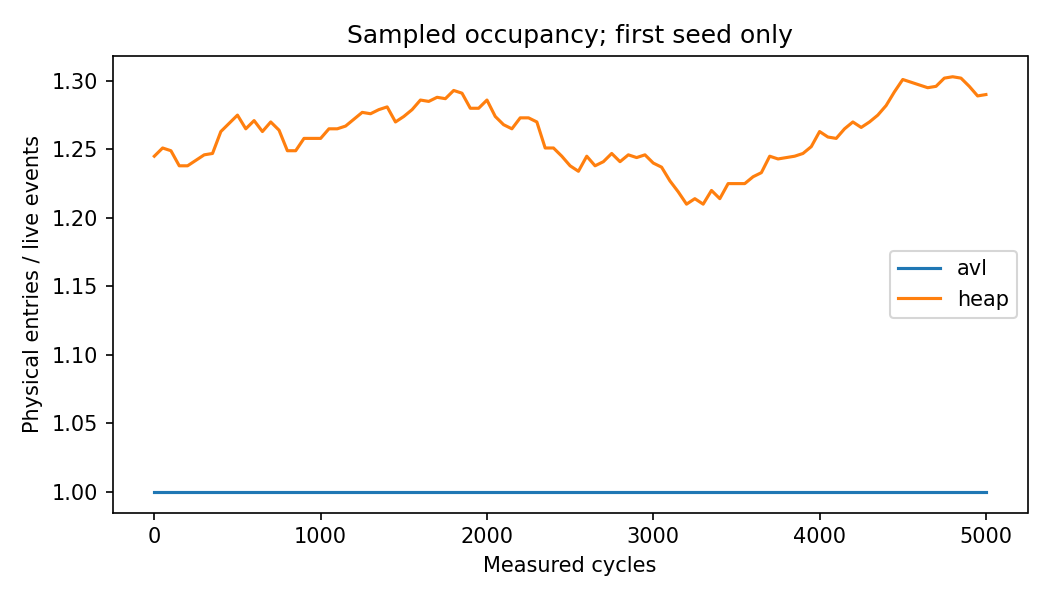 Sampled occupancy; first seed only
Physical entries / live events
1.30
1.25
1.20
1.15
1.10
1.05
1.00
avl
heap
0 1000 2000 3000 4000 5000
Measured cycles